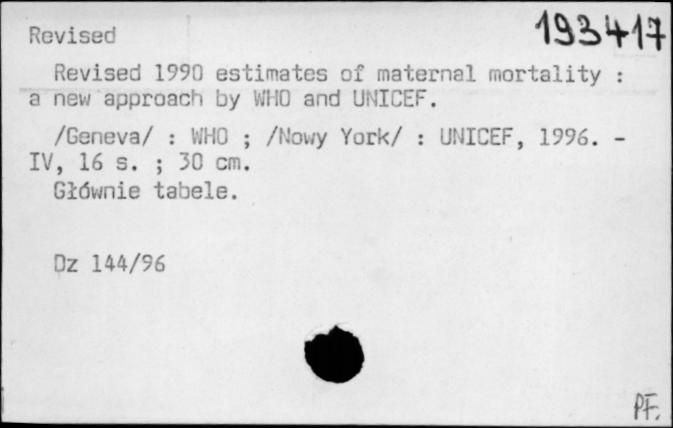 193417
Revised
Revised 1990 estimates of maternal mortality :
a new approach by WHO and UNICEF.
/Geneva/ : WHO ; /Nowy York/ : UNICEF, 1996. -
IV, 16 s. ; 30 cm.
Głównie tabele.
Dz 144/96
PF.